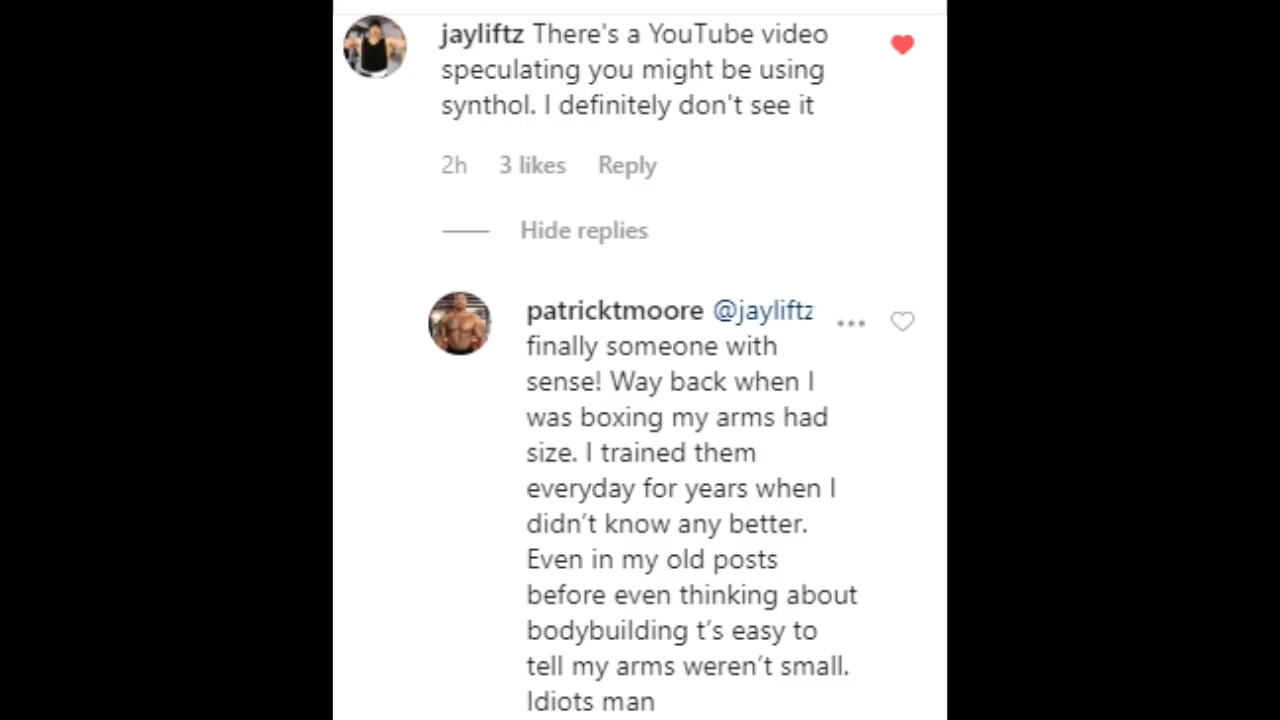 jayliftz There's a YouTube video
speculating you might be using
synthol. I definitely don't see it
2h 3 likes Reply
Hide replies
patricktmoore @jayliftz
finally someone with
sense! Way back when I
was boxing my arms had
size. I trained them
everyday for years when I
didn’t know any better.
Even in my old posts
before even thinking about
bodybuilding t’s easy to
tell my arms weren’t small.
Idiots man